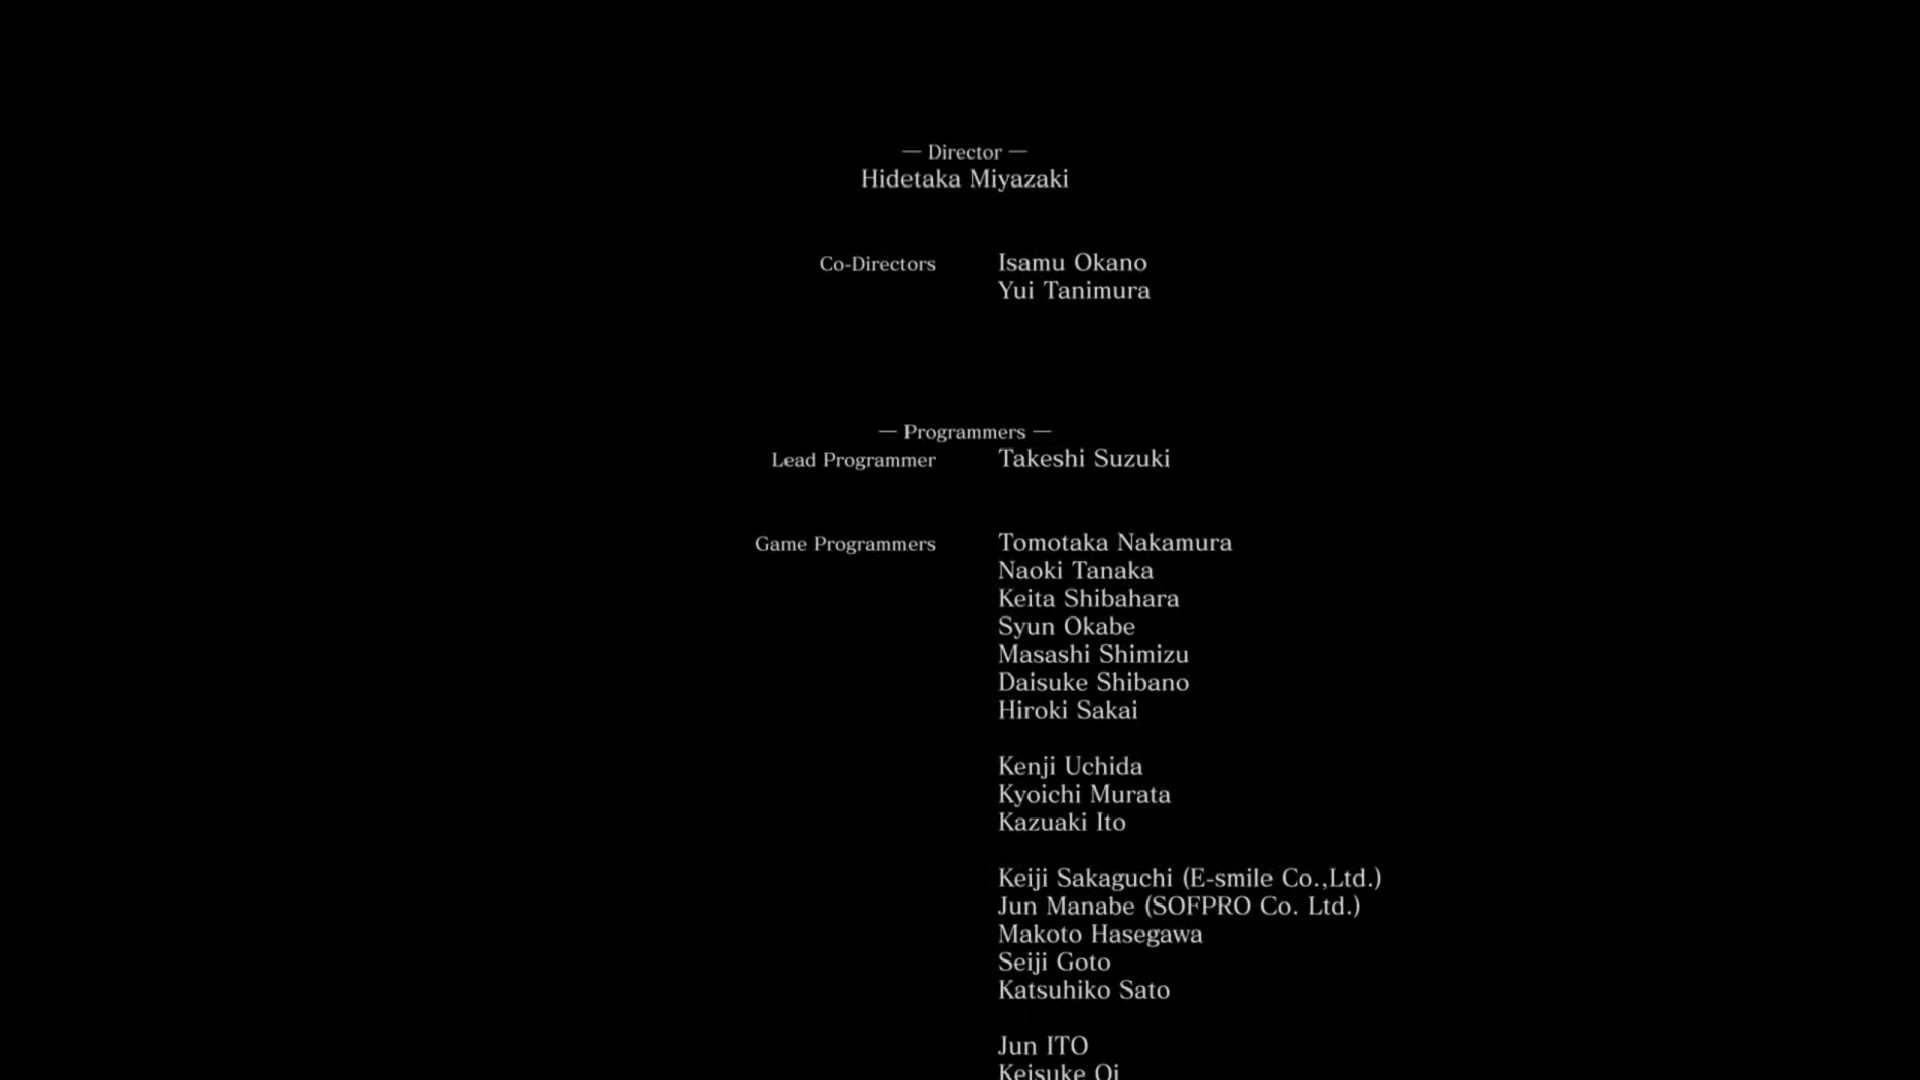 — Director —
Hidetaka Miyazaki
Co-Directors Isamu Okano
Yui Tanimura
— Programmers —
Lead Programmer Takeshi Suzuki
Game Programmers Tomotaka Nakamura
Naoki Tanaka
Keita Shibahara
Syun Okabe
Masashi Shimizu
Daisuke Shibano
Hiroki Sakai
Kenji Uchida
Kyoichi Murata
Kazuaki Ito
Keiji Sakaguchi (E-smile Co.,Ltd.)
Jun Manabe (SOFPRO Co. Ltd.)
Makoto Hasegawa
Seiji Goto
Katsuhiko Sato
Jun ITO
Keisuke Oi